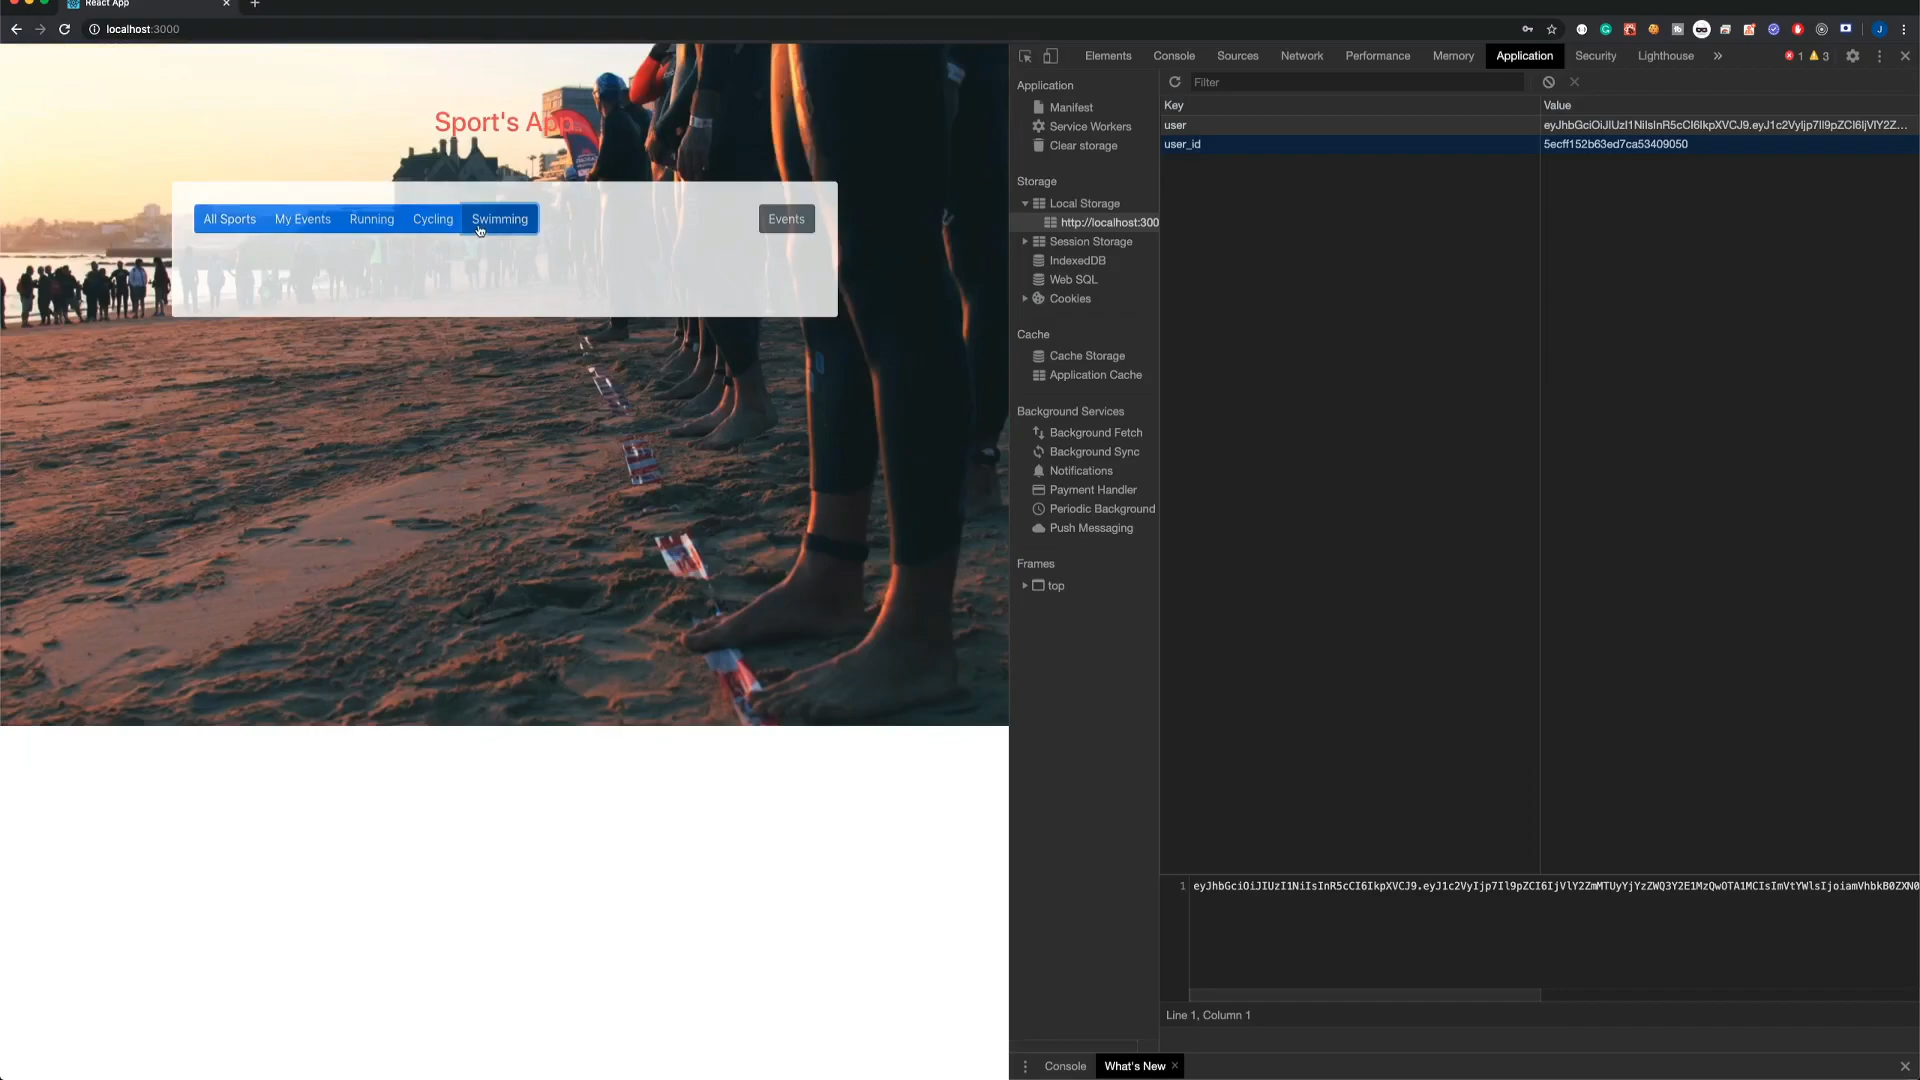 React App
localhost:3000
Sport's App
All Sports My Events Running Cycling Swimming Events
Elements Console Sources Network Performance Memory Application Security Lighthouse » 1 3
Application
Manifest
Service Workers
Clear storage
Storage
Local Storage
http://localhost:300
Session Storage
IndexedDB
Web SQL
Cookies
Cache
Cache Storage
Application Cache
Background Services
Background Fetch
Background Sync
Notifications
Payment Handler
Periodic Background
Push Messaging
Frames
top
Filter
Key Value
user
user_id 5ecff152b63ed7ca53409050
1
Line 1, Column 1
Console What's New